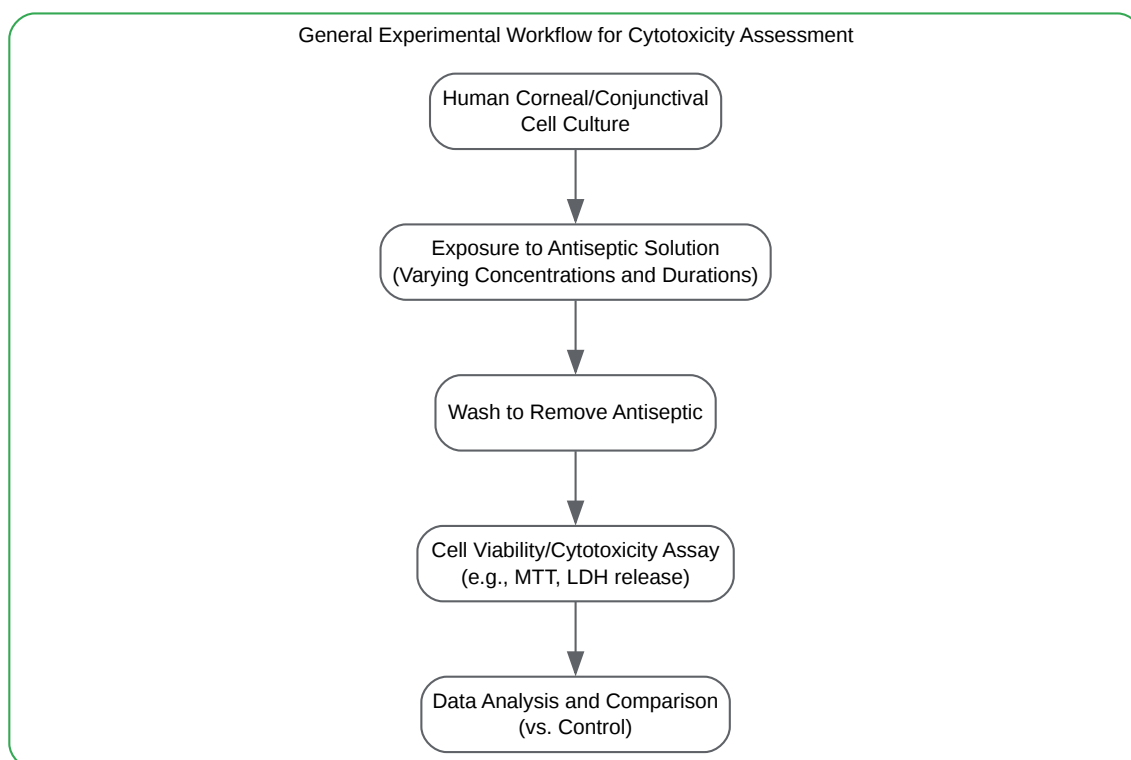 General Experimental Workflow for Cytotoxicity Assessment
Human Corneal/Conjunctival
Cell Culture
Exposure to Antiseptic Solution
(Varying Concentrations and Durations)
Wash to Remove Antiseptic
Cell Viability/Cytotoxicity Assay
(e.g., MTT, LDH release)
Data Analysis and Comparison
(vs. Control)